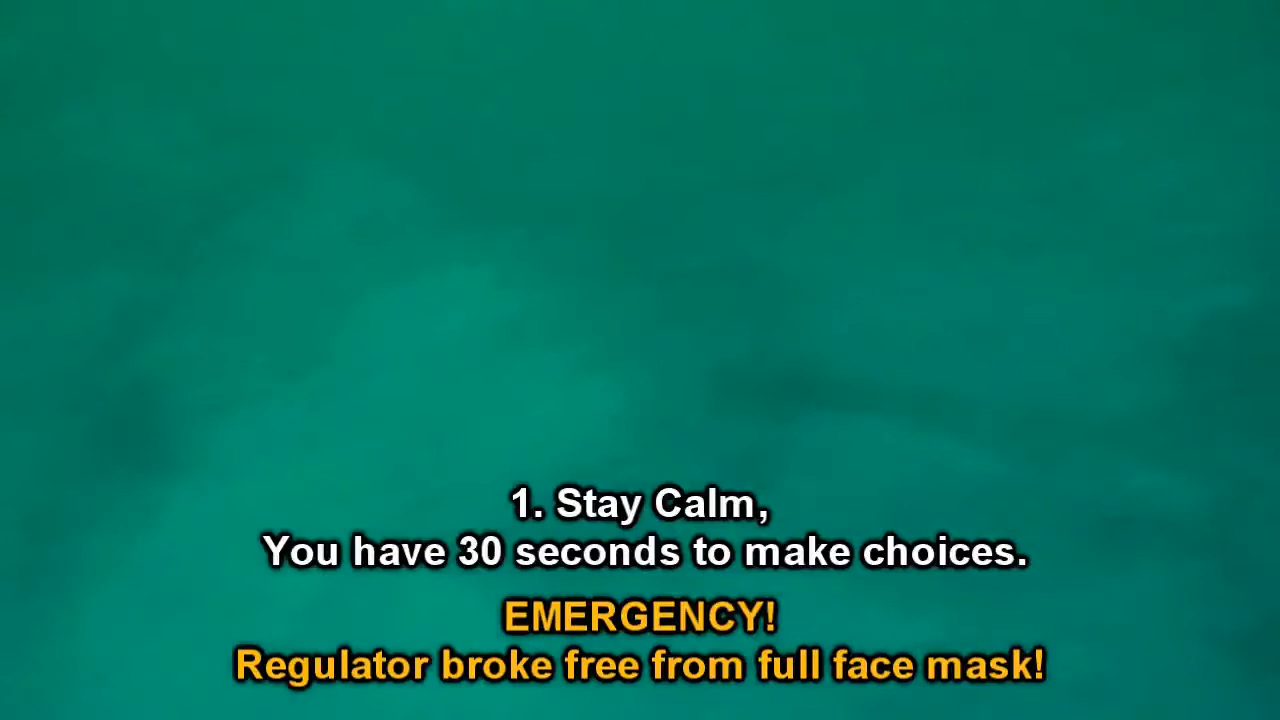 1. Stay Calm,
You have 30 seconds to make choices.
EMERGENCY!
Regulator broke free from full face mask!